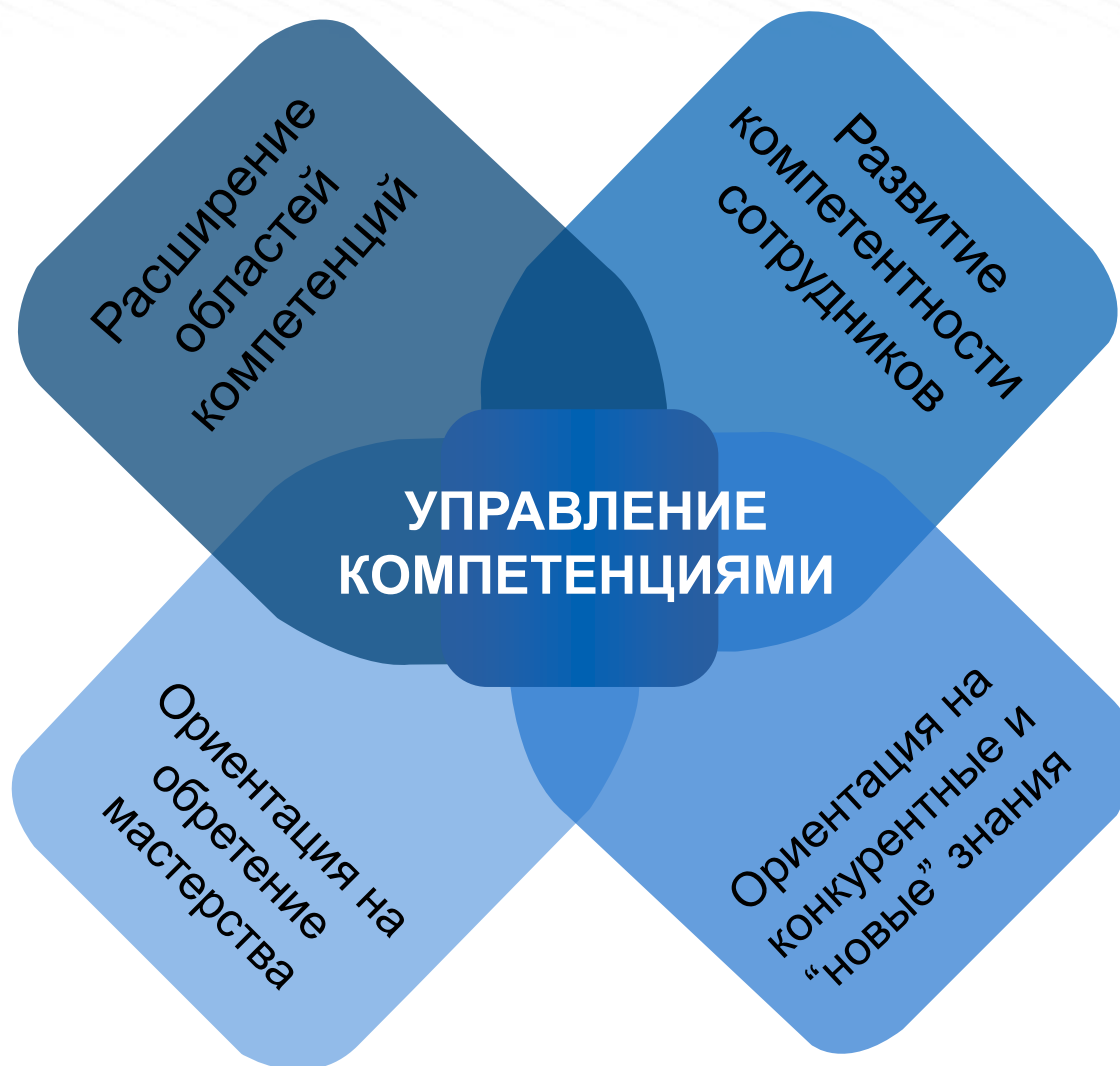 Расширение
областей
компетенций
Развитие
компетентности
сотрудников
УПРАВЛЕНИЕ
КОМПЕТЕНЦИЯМИ
Ориентация на
обретение
мастерства
Ориентация на
конкурентные и
“новые” знания